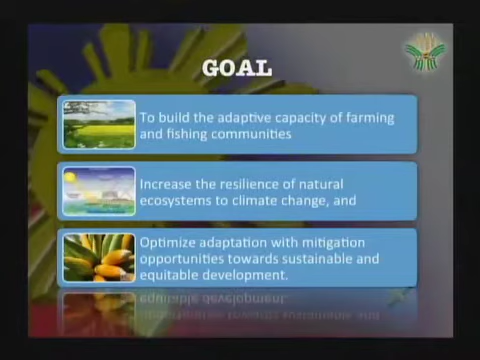 GOAL
To build the adaptive capacity of farming
and fishing communities
Increase the resilience of natural
ecosystems to climate change, and
Optimize adaptation with mitigation
opportunities towards sustainable and
equitable development.